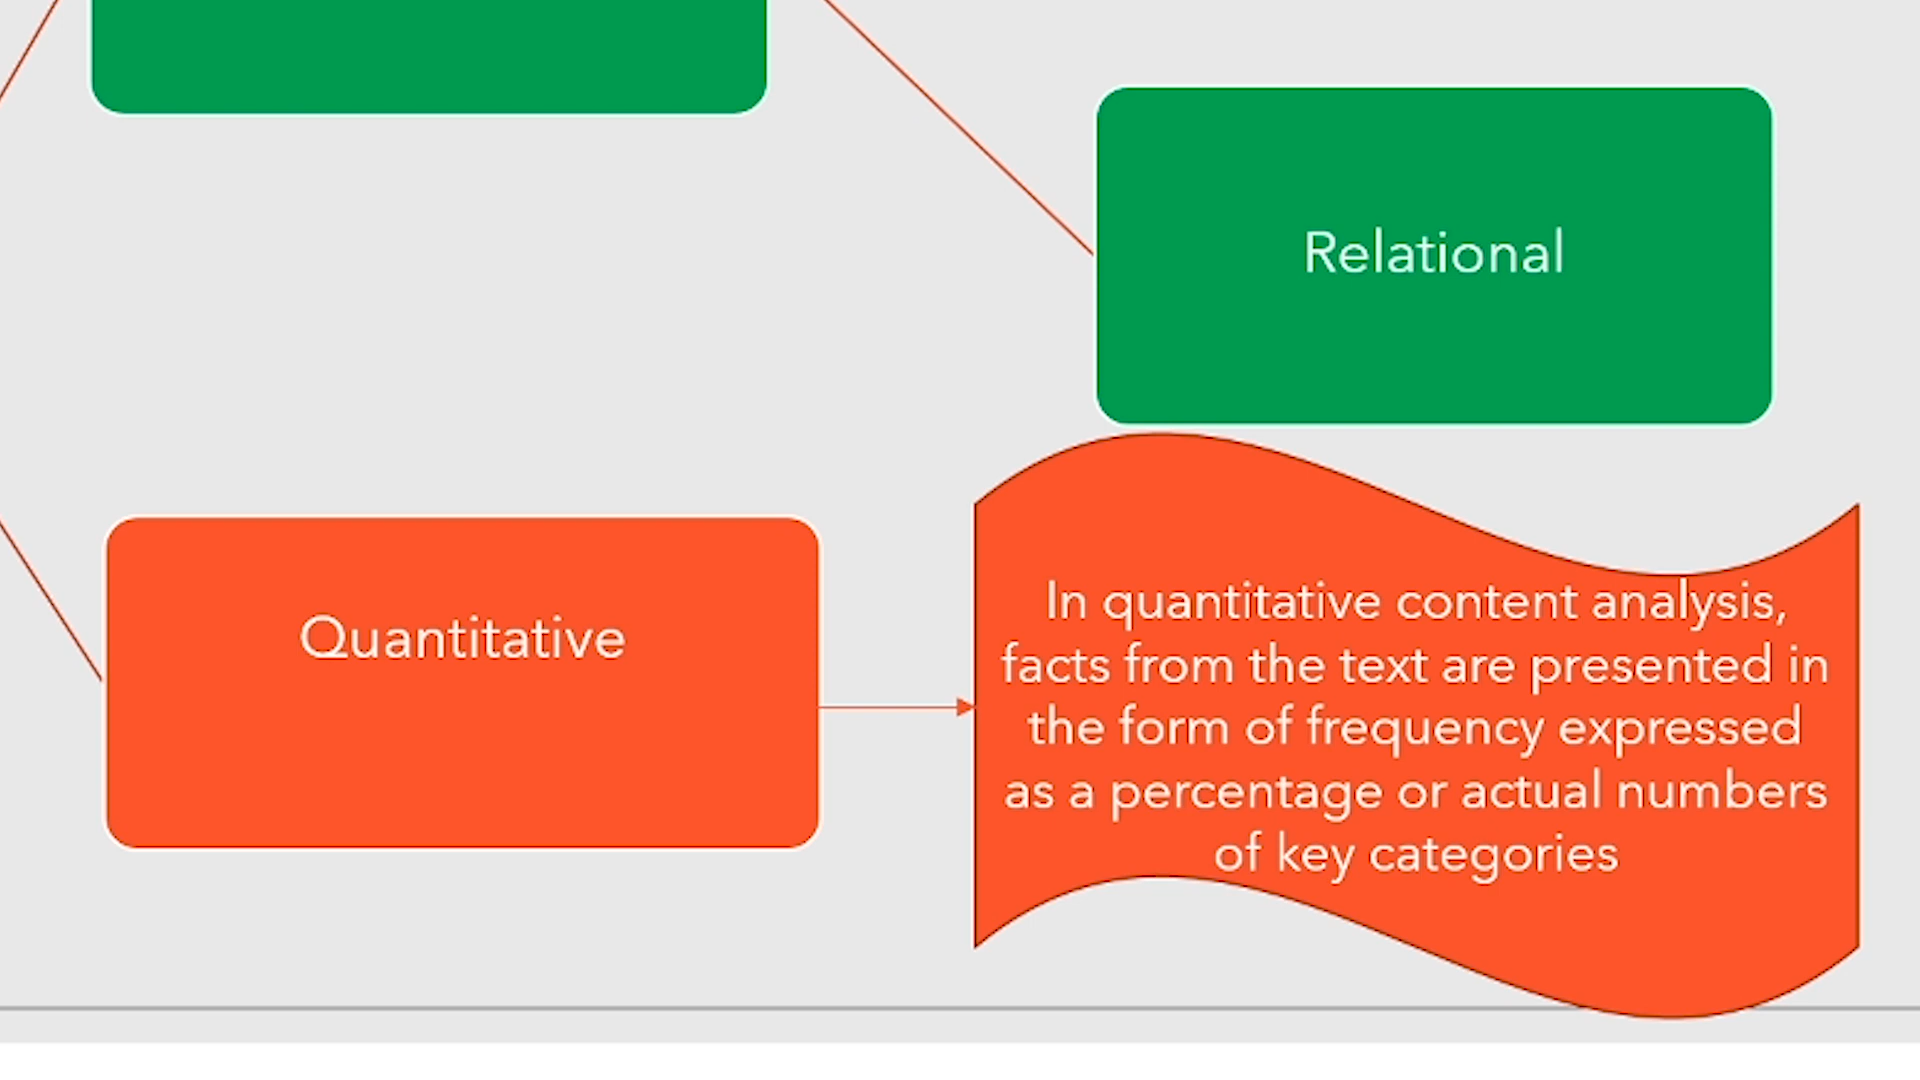 Relational
Quantitative
In quantitative content analysis,
facts from the text are presented in
the form of frequency expressed
as a percentage or actual numbers
of key categories